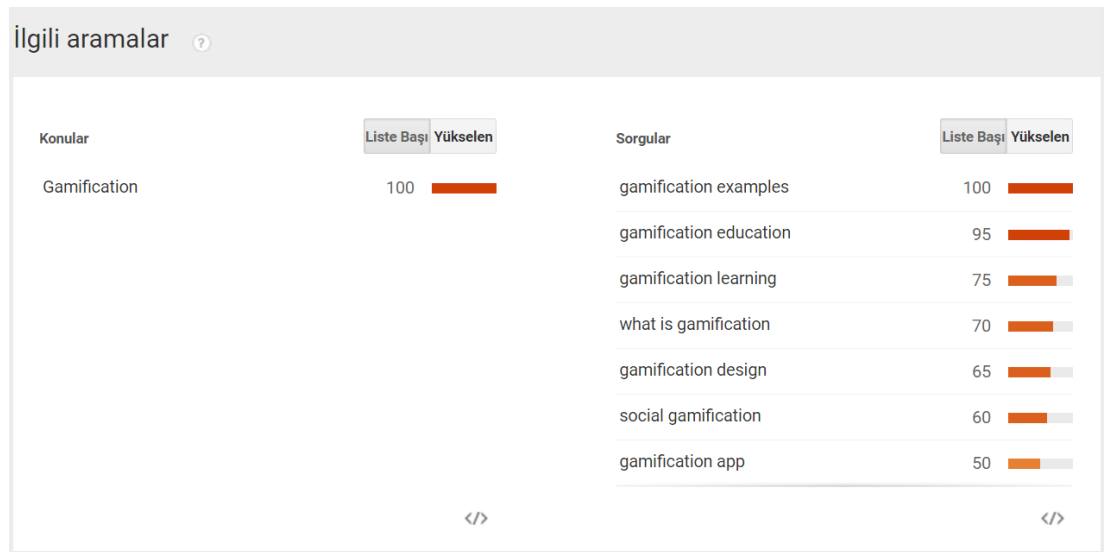 İlgili aramalar ?
Konular Liste Başı Yükselen
Gamification 100
Sorgular Liste Başı Yükselen
gamification examples 100
gamification education 95
gamification learning 75
what is gamification 70
gamification design 65
social gamification 60
gamification app 50